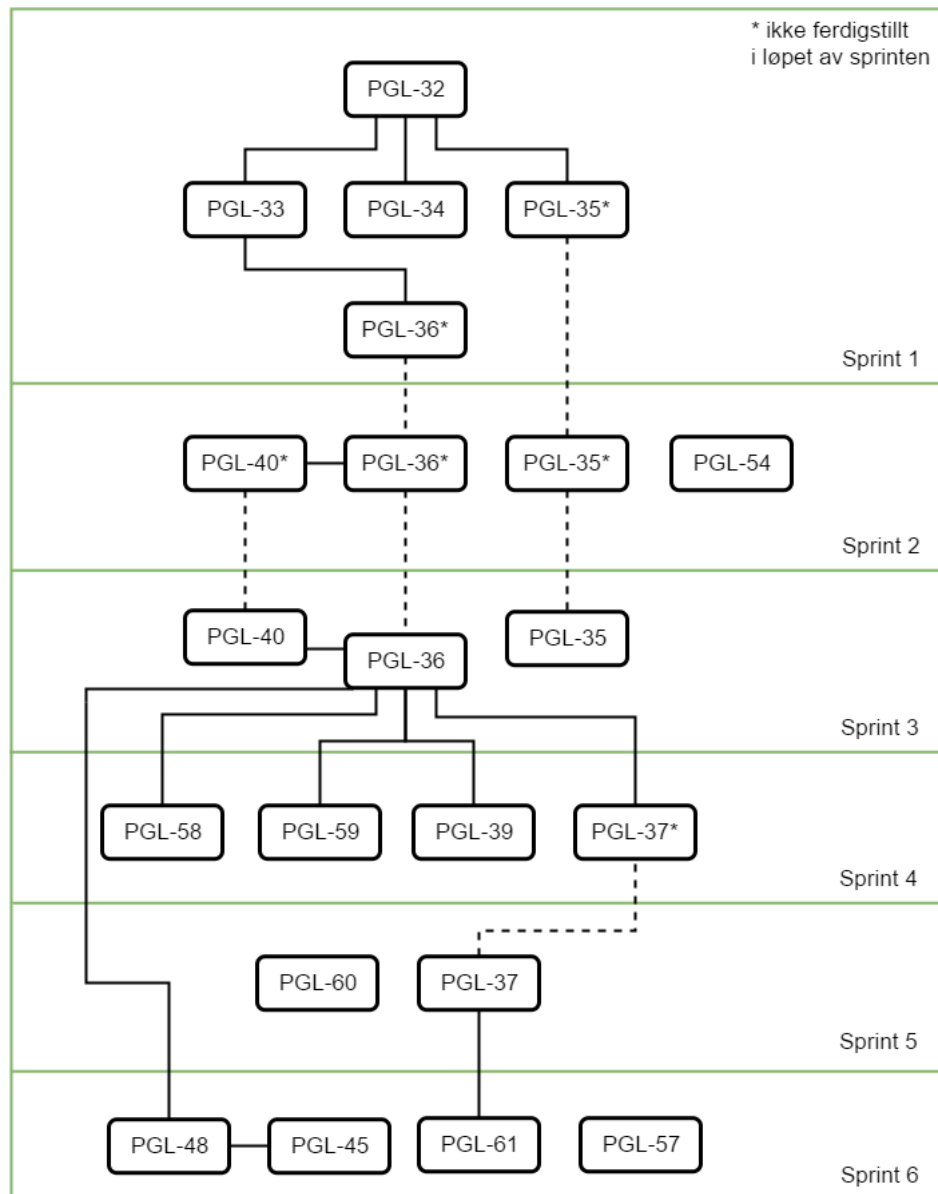 * ikke ferdigstillt
i løpet av sprinten
PGL-32
PGL-33
PGL-34
PGL-35*
PGL-36*
Sprint 1
PGL-40*
PGL-36*
PGL-35*
PGL-54
Sprint 2
PGL-40
PGL-36
PGL-35
Sprint 3
PGL-58
PGL-59
PGL-39
PGL-37*
Sprint 4
PGL-60
PGL-37
Sprint 5
PGL-48
PGL-45
PGL-61
PGL-57
Sprint 6